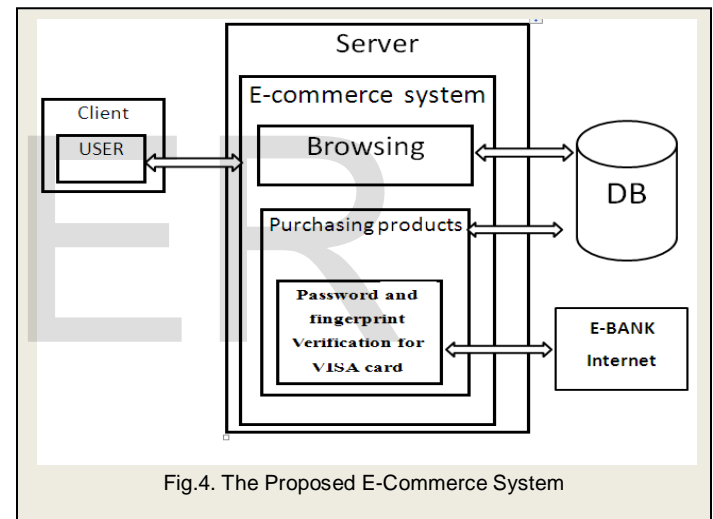 Server
E-commerce system
Client
USER
Browsing
DB
Purchasing products
Password and
fingerprint
Verification for
VISA card
E-BANK
Internet
ER
Fig.4. The Proposed E-Commerce System